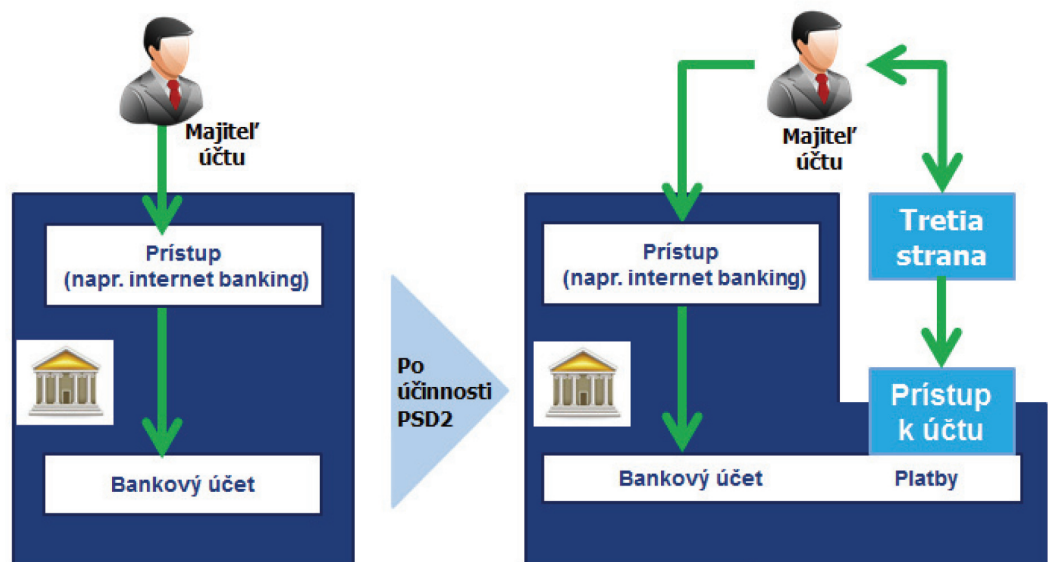 Majiteľ
účtu
Prístup
(napr. internet banking)
Bankový účet
Po
účinnosti
PSD2
Majiteľ
účtu
Prístup
(napr. internet banking)
Tretia
strana
Prístup
k účtu
Bankový účet
Platby